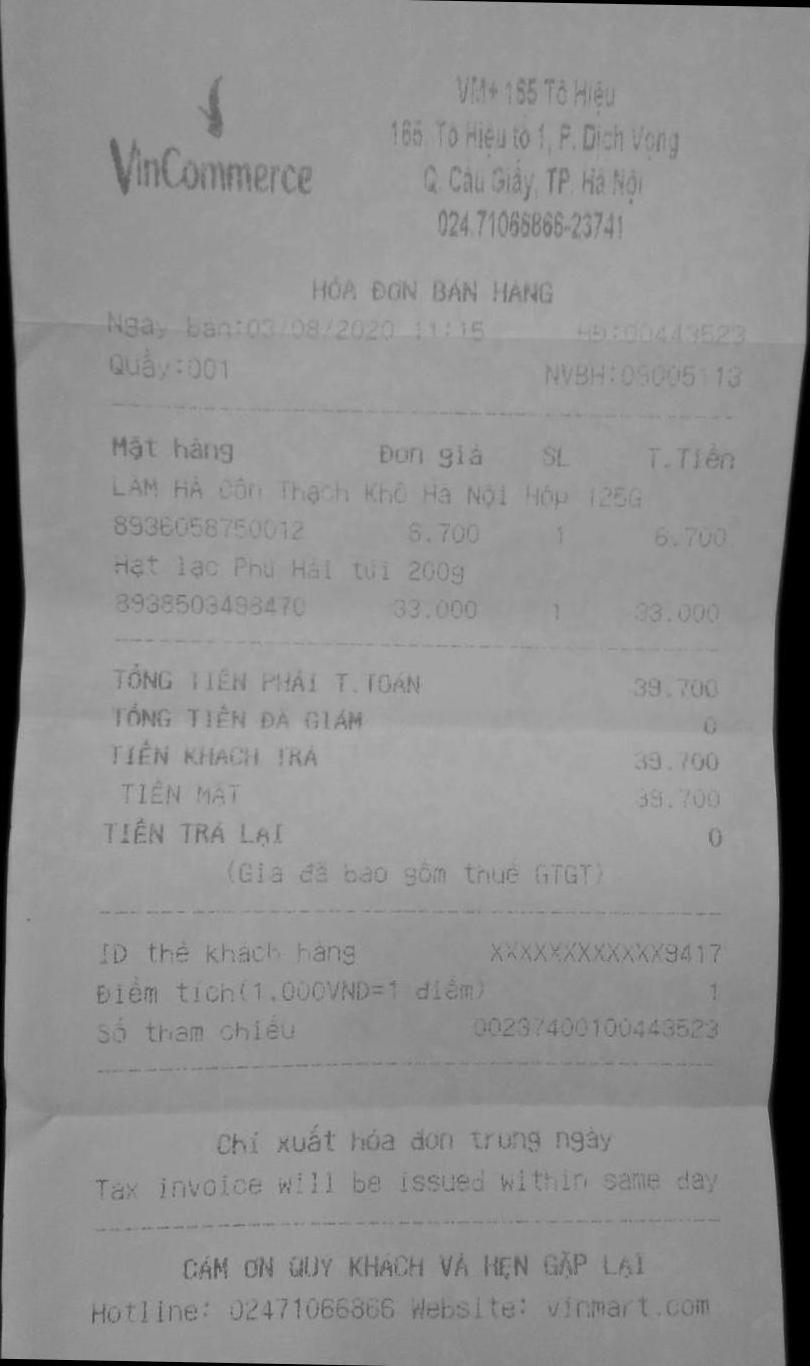 VinCommerce
VM+ 165 Tô Hiệu
165, Tô Hiệu tổ 1, P. Dịch Vọng
Q. Cầu Giấy, TP. Hà Nội
024.71066866-23741
HÓA ĐƠN BÁN HÀNG
Ngày bán:03/08/2020 11:15 HĐ:00443523
Quầy:001 NVBH:09005113
Mặt hàng Đơn giá SL T.Tiền
LÂM HÀ Côn Thạch Khô Hà Nội Hộp 125G
8936058750012 6.700 1 6.700
Hạt lạc Phú Hải túi 200g
8938503498470 33.000 1 33.000
TỔNG TIỀN PHẢI T.TOÁN 39.700
TỔNG TIỀN ĐÃ GIẢM 0
TIỀN KHÁCH TRẢ 39.700
TIỀN MẶT 39.700
TIỀN TRẢ LẠI 0
(Giá đã bao gồm thuế GTGT)
ID thẻ khách hàng XXXXXXXXXXXX9417
Điểm tích(1.000VND=1 điểm) 1
Số tham chiếu 00237400100443523
Chỉ xuất hóa đơn trong ngày
Tax invoice will be issued within same day
CẢM ƠN QUÝ KHÁCH VÀ HẸN GẶP LẠI
Hotline: 02471066866 Website: vinmart.com